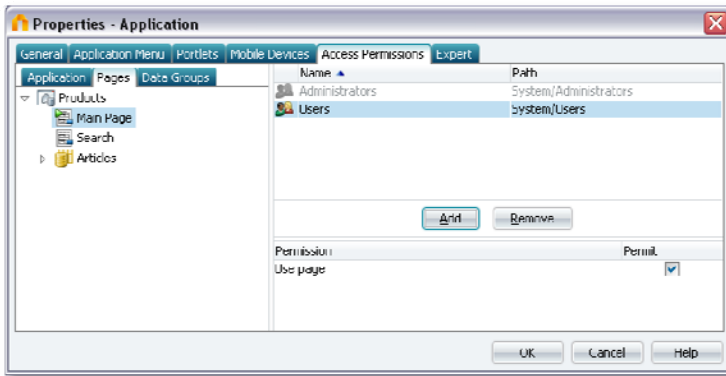 Properties - Application
General Application Menu Portlets Mobile Devices Access Permissions Expert
Application Pages Data Groups
Products
Main Page
Search
Articles
Name Path
Administrators System/Administrators
Users System/Users
Add Remove
Permission Permit
Use page
OK Cancel Help